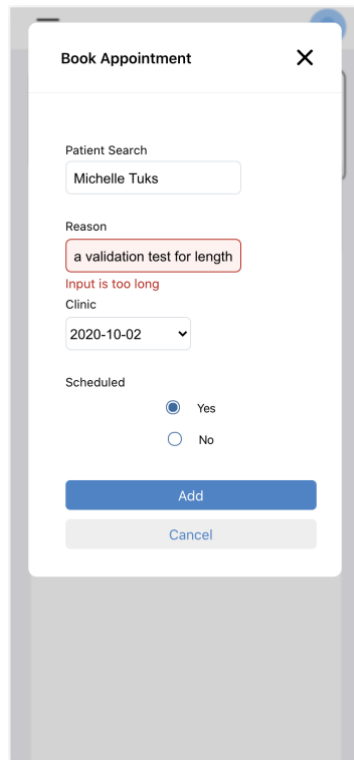 Book Appointment
Patient Search
Michelle Tuks
Reason
a validation test for length
Input is too long
Clinic
2020-10-02
Scheduled
Yes
No
Add
Cancel